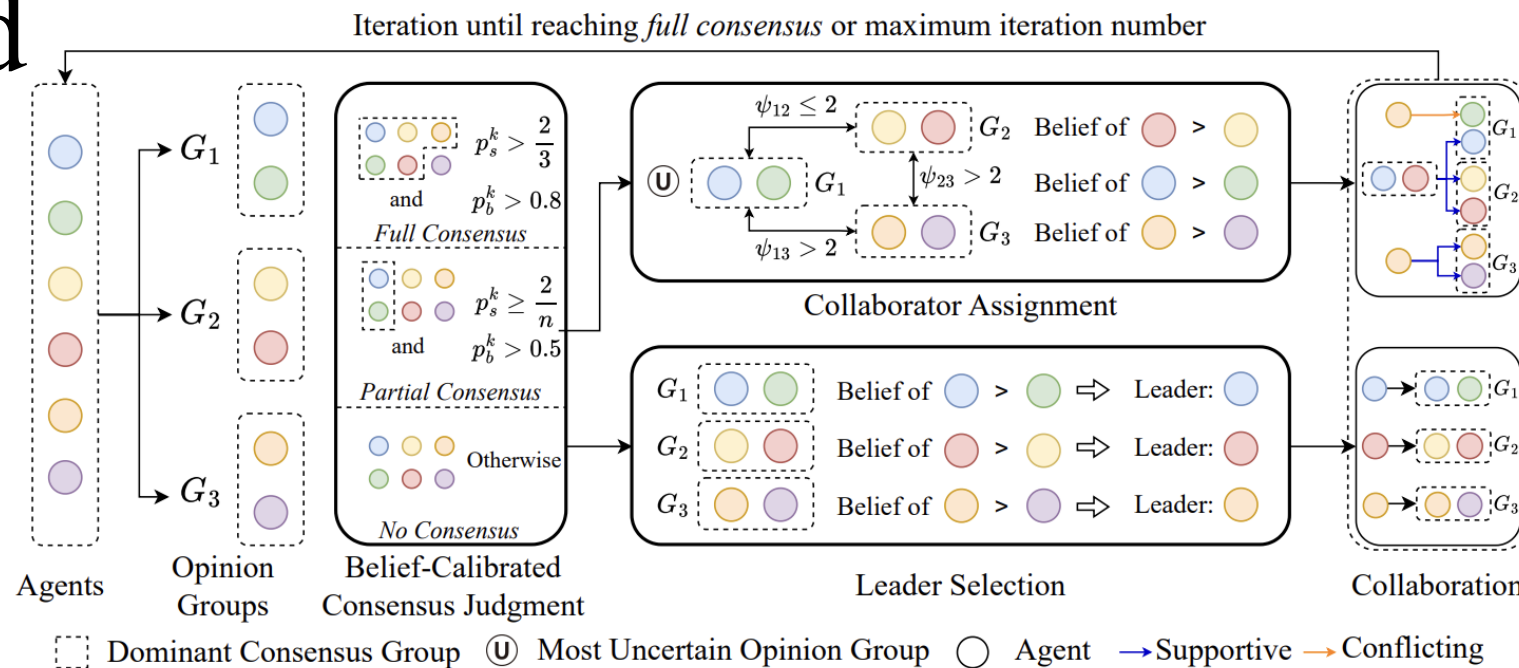 d
Iteration until reaching full consensus or maximum iteration number
G₁
G₂
G₃
Agents
Opinion
Groups
p_s^k > 2/3
and
p_b^k > 0.8
Full Consensus
p_s^k ≥ 2/n
and
p_b^k > 0.5
Partial Consensus
Otherwise
No Consensus
Belief-Calibrated
Consensus Judgment
ψ₁₂ ≤ 2
G₂
Belief of >
U
G₁
ψ₂₃ > 2
Belief of >
G₃
Belief of >
ψ₁₃ > 2
Collaborator Assignment
G₁ Belief of > Leader:
G₂ Belief of > Leader:
G₃ Belief of > Leader:
Leader Selection
G₁
G₂
G₃
G₁
G₂
G₃
Collaboration
Dominant Consensus Group
U Most Uncertain Opinion Group
Agent
Supportive
Conflicting